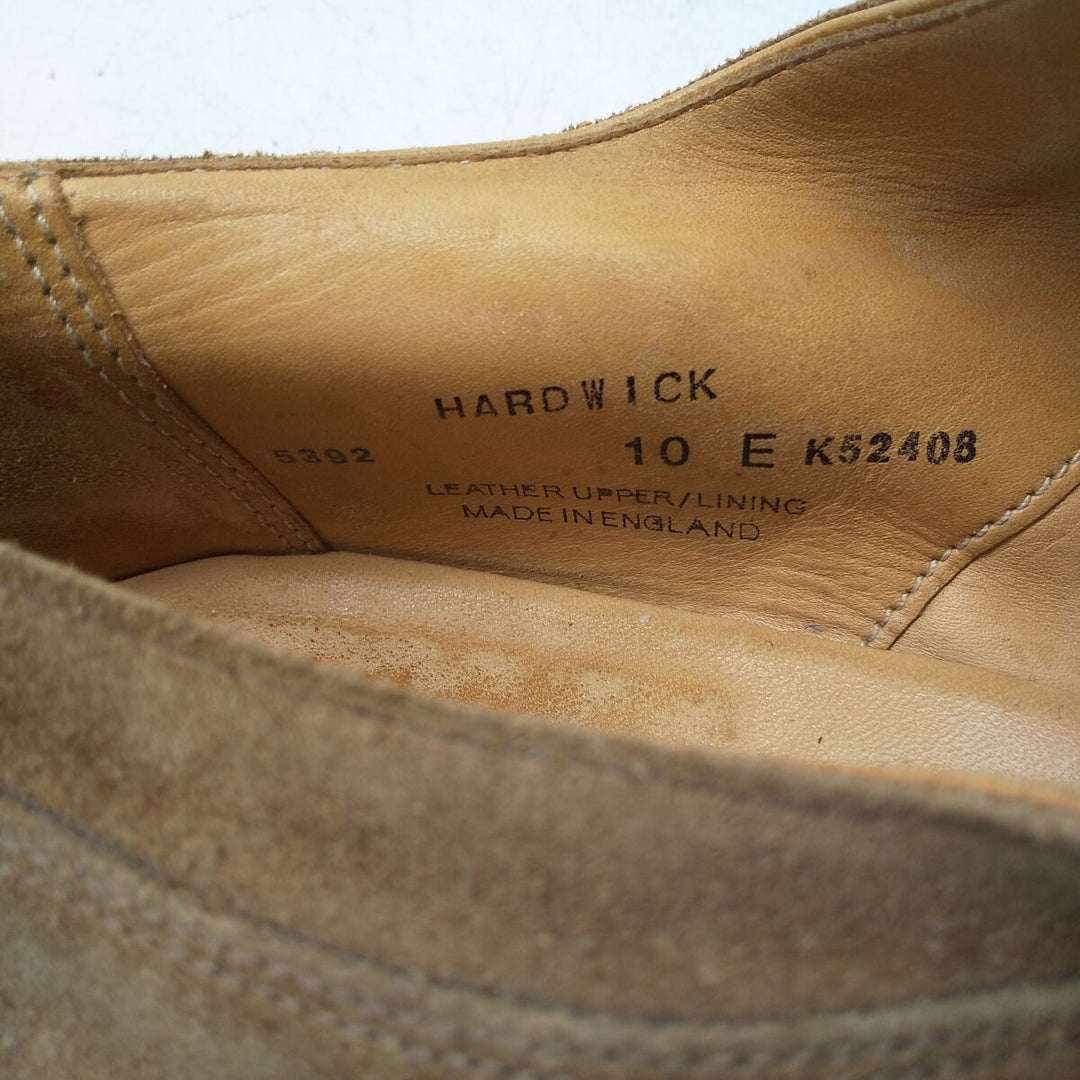 HARDWICK
5392 10 E K52408
LEATHER UPPER/LINING
MADE IN ENGLAND